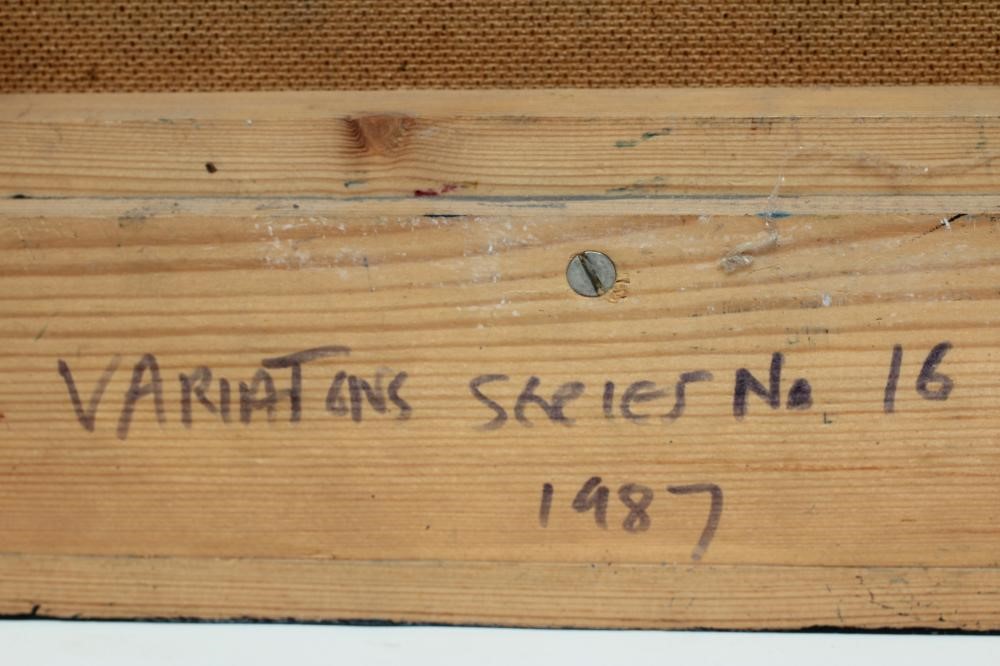 VARIATONS SERIES No 16
1987